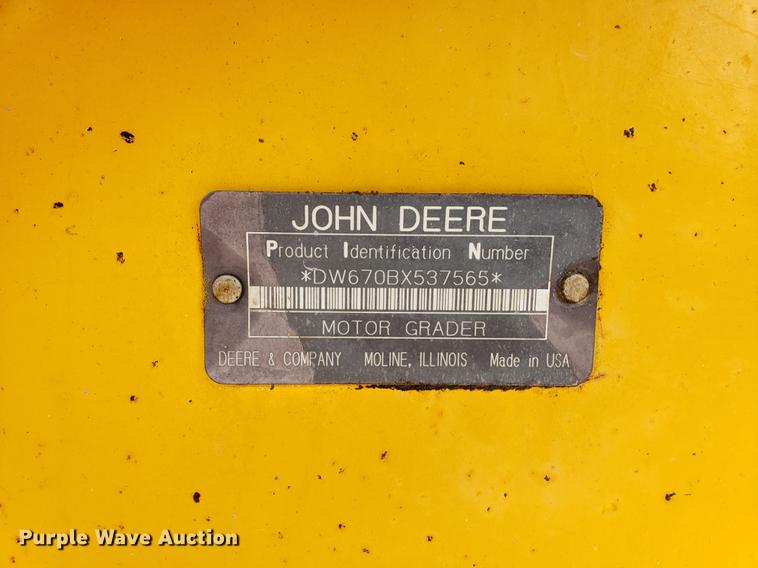 JOHN DEERE
Product Identification Number
*DW670BX537565*
MOTOR GRADER
DEERE & COMPANY MOLINE, ILLINOIS Made in USA
Purple Wave Auction